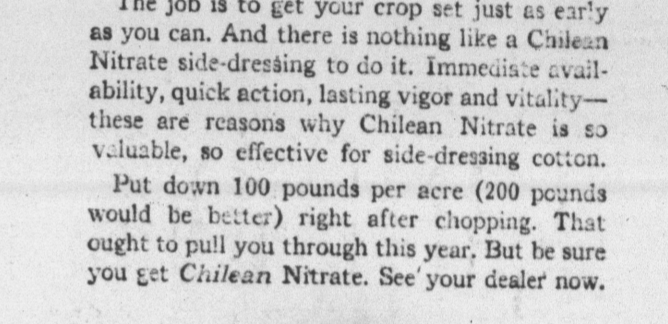 The job is to get your crop set just as early
as you can. And there is nothing like a Chilean
Nitrate side-dressing to do it. Immediate avail-
ability, quick action, lasting vigor and vitality—
these are reasons why Chilean Nitrate is so
valuable, so effective for side-dressing cotton.
Put down 100 pounds per acre (200 pounds
would be better) right after chopping. That
ought to pull you through this year. But be sure
you get Chilean Nitrate. See your dealer now.